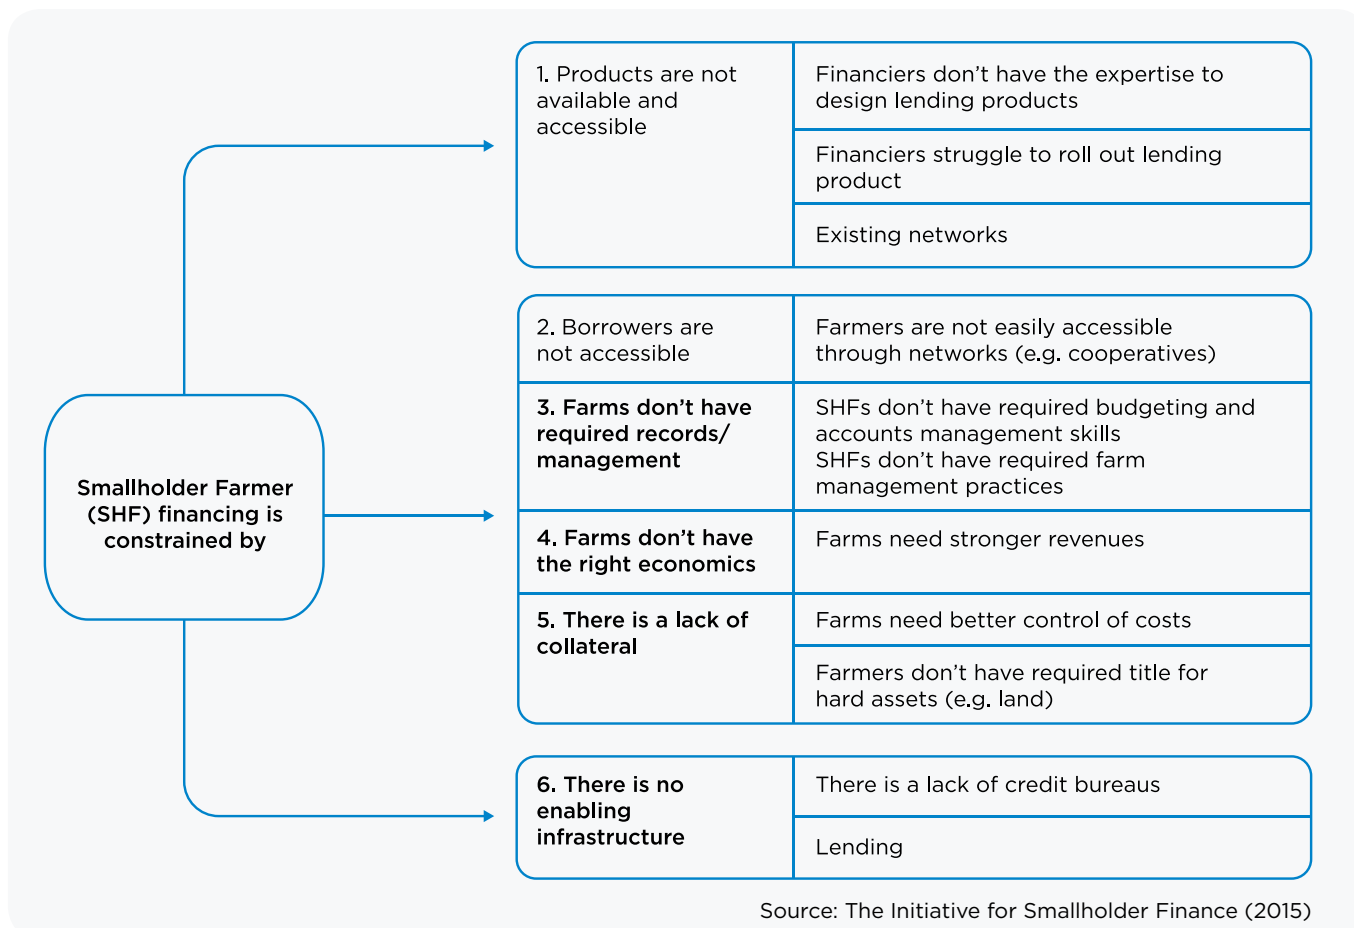 1. Products are not
available and
accessible
Financiers don’t have the expertise to
design lending products
Financiers struggle to roll out lending
product
Existing networks
2. Borrowers are
not accessible
Farmers are not easily accessible
through networks (e.g. cooperatives)
3. Farms don’t have
required records/
management
SHFs don’t have required budgeting and
accounts management skills
SHFs don’t have required farm
management practices
Smallholder Farmer
(SHF) financing is
constrained by
4. Farms don’t have
the right economics
Farms need stronger revenues
5. There is a lack of
collateral
Farms need better control of costs
Farmers don’t have required title for
hard assets (e.g. land)
6. There is no
enabling
infrastructure
There is a lack of credit bureaus
Lending
Source: The Initiative for Smallholder Finance (2015)